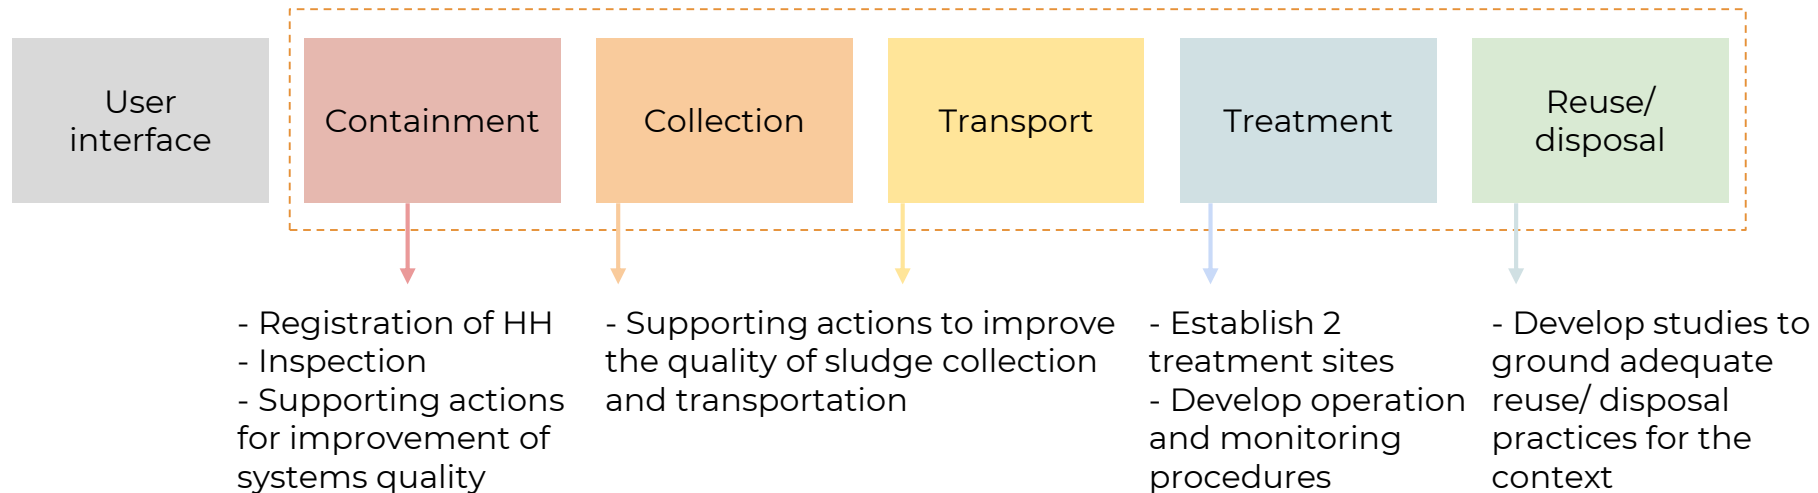 User
interface
Containment
Collection
Transport
Treatment
Reuse/
disposal
- Registration of HH
- Inspection
- Supporting actions
for improvement of
systems quality
- Supporting actions to improve
the quality of sludge collection
and transportation
- Establish 2
treatment sites
- Develop operation
and monitoring
procedures
- Develop studies to
ground adequate
reuse/ disposal
practices for the
context